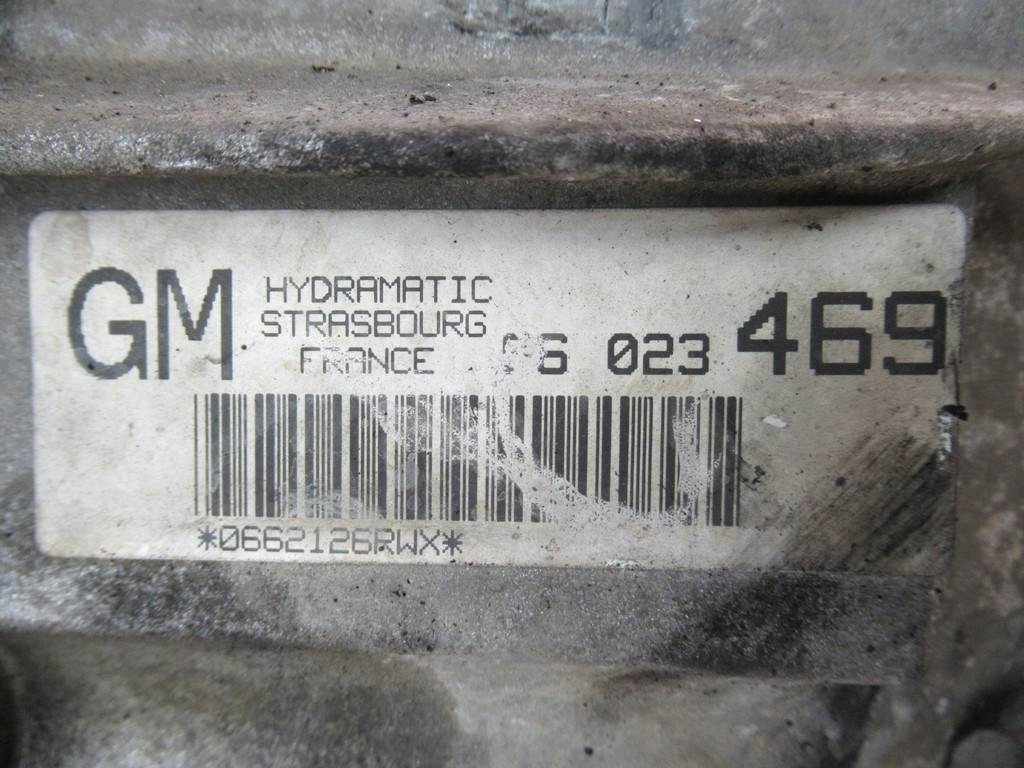 GM
HYDRAMATIC
STRASBOURG
FRANCE
023 469
*0662126RWX*